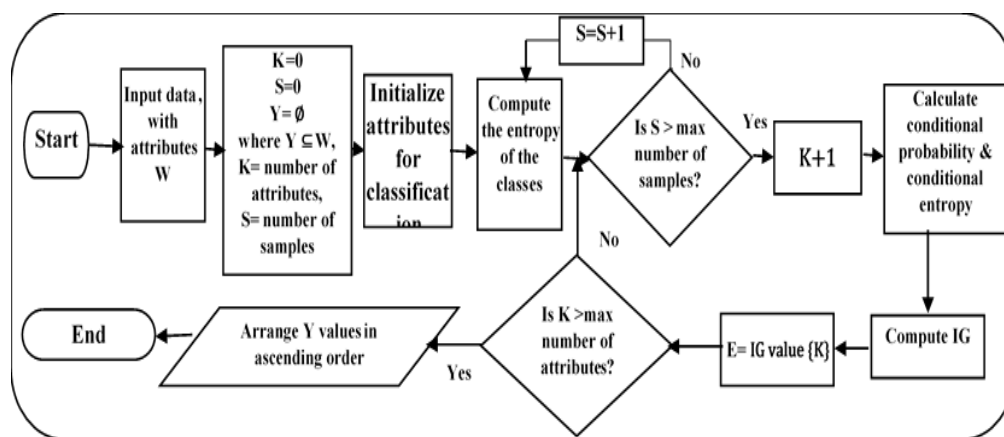 Start
Input data,
with
attributes
W
K=0
S=0
Y=∅
where Y ⊆W,
K= number of
attributes,
S= number of
samples
Initialize
attributes
for
classificat
ion
Compute
the entropy
of the
classes
S=S+1
No
Is S >max
number of
samples?
Yes
K+1
Calculate
conditional
probability &
conditional
entropy
Compute IG
E= IG value {K}
Is K >max
number of
attributes?
No
Yes
Arrange Y values in
ascending order
End